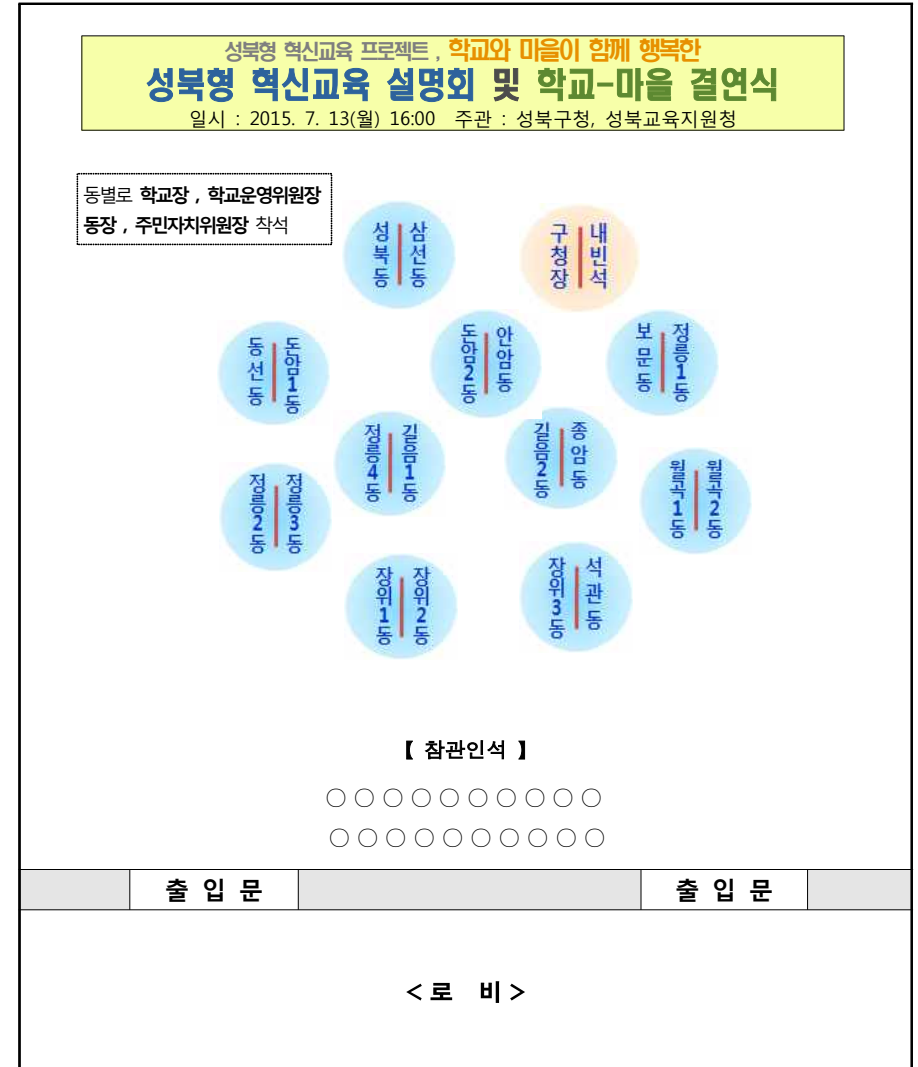 성북형 혁신교육 프로젝트 , 학교와 마을이 함께 행복한
성북형 혁신교육 설명회 및 학교-마을 결연식
일시 : 2015. 7. 13(월) 16:00 주관 : 성북구청, 성북교육지원청
동별로 학교장 , 학교운영위원장
동장 , 주민자치위원장 착석
성북동
삼선동
구청장
내빈석
동선동
돈암1동
돈암2동
안암동
보문동
정릉1동
정릉4동
길음1동
길음2동
종암동
정릉2동
정릉3동
월곡1동
월곡2동
장위1동
장위2동
장위3동
석관동
【 참관인석 】
○○○○○○○○○○
○○○○○○○○○○
출 입 문
출 입 문
<로 비>